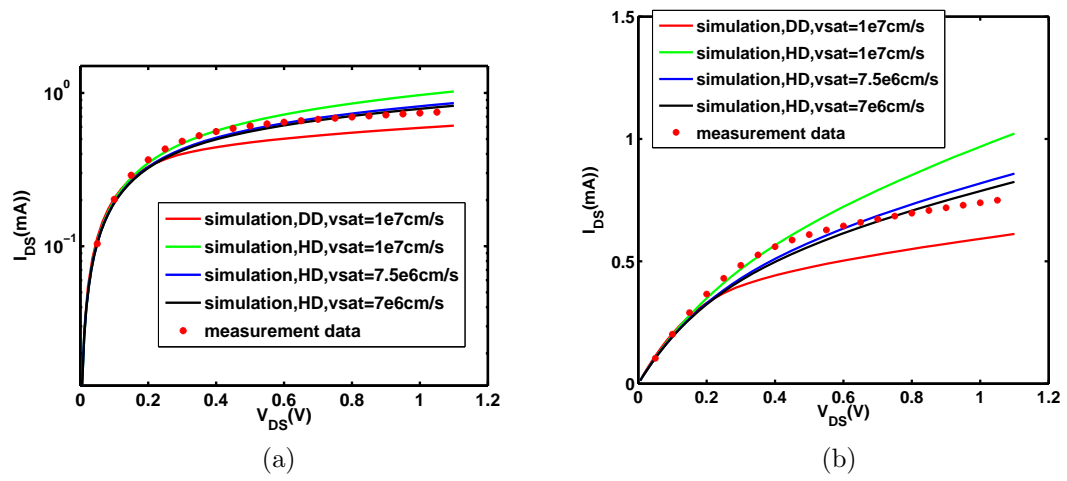 10⁰
10⁻¹
I_DS(mA))
simulation,DD,vsat=1e7cm/s
simulation,HD,vsat=1e7cm/s
simulation,HD,vsat=7.5e6cm/s
simulation,HD,vsat=7e6cm/s
measurement data
0 0.2 0.4 0.6 0.8 1 1.2
V_DS(V)
(a)
simulation,DD,vsat=1e7cm/s
simulation,HD,vsat=1e7cm/s
simulation,HD,vsat=7.5e6cm/s
simulation,HD,vsat=7e6cm/s
measurement data
1.5
1
0.5
0
I_DS(mA))
0 0.2 0.4 0.6 0.8 1 1.2
V_DS(V)
(b)